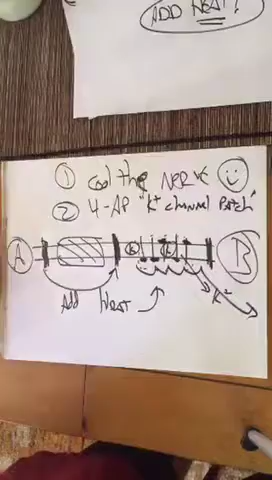 ADD HEAT!
① Cool the NERVE
② 4-AP "K+ channel Patch"
A K K B
Add Heat
K+